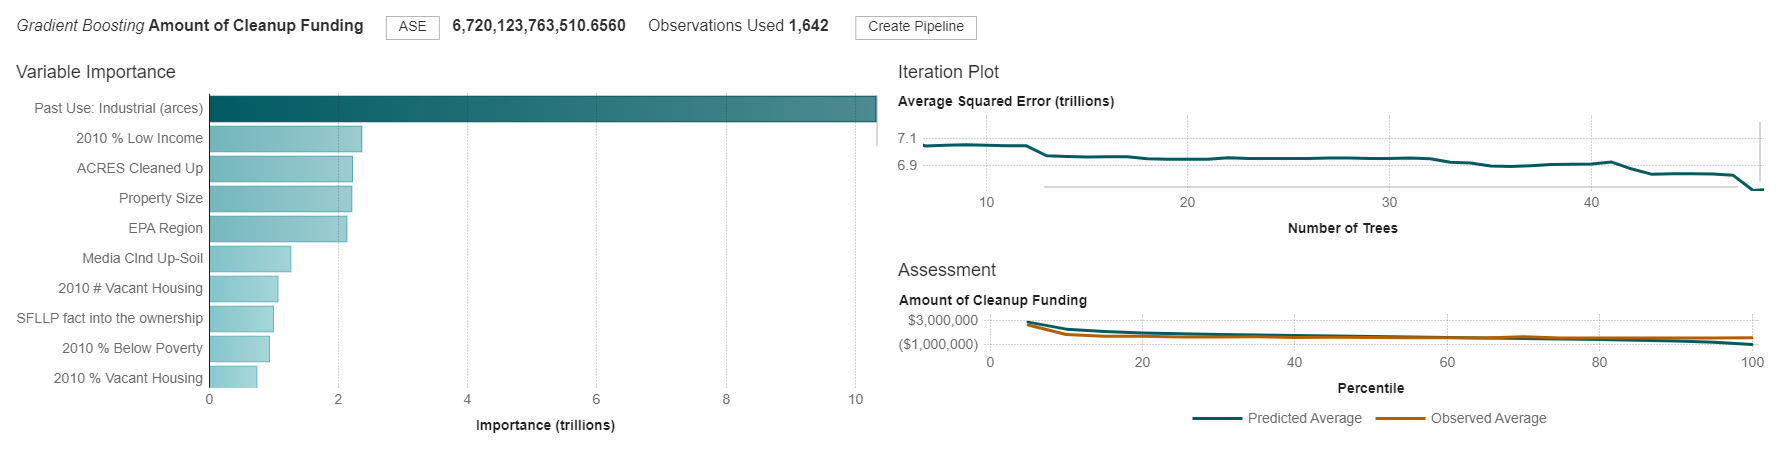 Gradient Boosting Amount of Cleanup Funding ASE 6,720,123,763,510.6560 Observations Used 1,642 Create Pipeline
Variable Importance
Past Use: Industrial (arces)
2010 % Low Income
ACRES Cleaned Up
Property Size
EPA Region
Media Clnd Up-Soil
2010 # Vacant Housing
SFLLP fact into the ownership
2010 % Below Poverty
2010 % Vacant Housing
0 2 4 6 8 10
Importance (trillions)
Iteration Plot
Average Squared Error (trillions)
7.1
6.9
10 20 30 40
Number of Trees
Assessment
Amount of Cleanup Funding
$3,000,000
($1,000,000)
0 20 40 60 80 100
Percentile
Predicted Average Observed Average